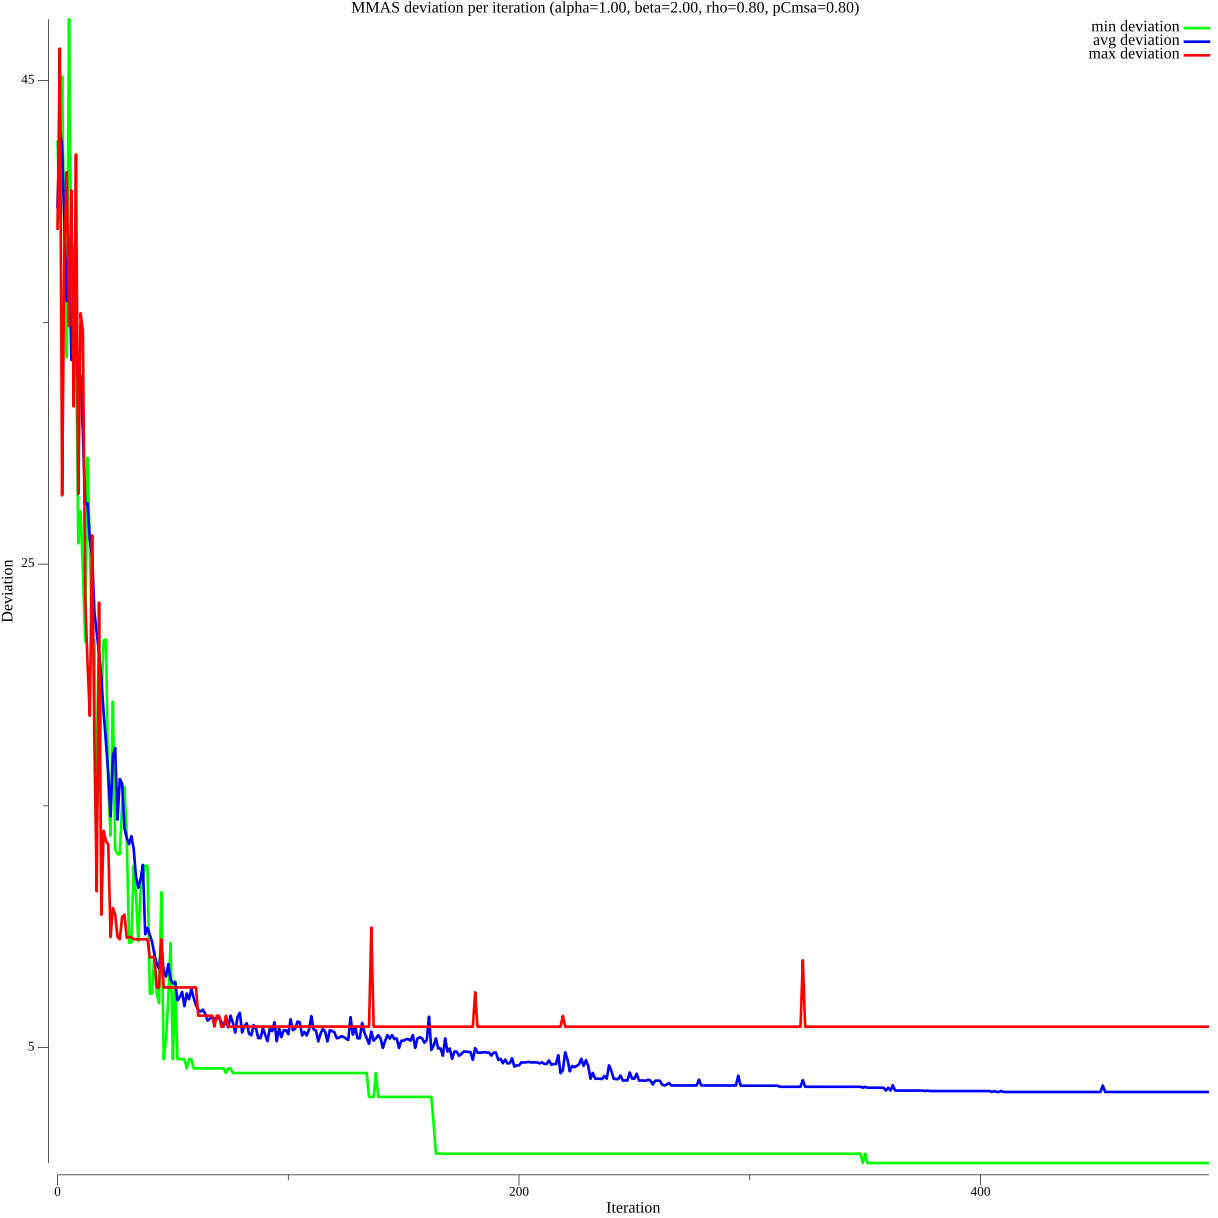 MMAS deviation per iteration (alpha=1.00, beta=2.00, rho=0.80, pCmsa=0.80)
min deviation
avg deviation
max deviation
45
25
5
Deviation
0
200
400
Iteration